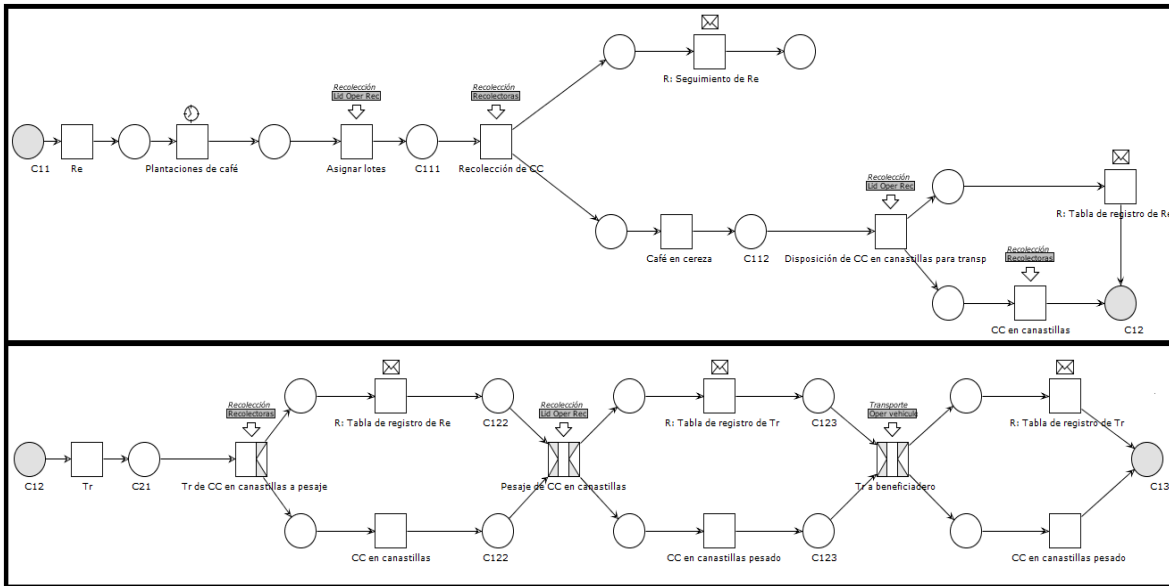 R: Seguimiento de Re
Recolección
Lid Oper Rec
Recolección
Recolectoras
C11
Re
Plantaciones de café
Asignar lotes
C111
Recolección de CC
Recolección
Lid Oper Rec
R: Tabla de registro de Re
Café en cereza
C112
Disposición de CC en canastillas para transp
Recolección
Recolectoras
CC en canastillas
C12
Recolección
Recolectoras
R: Tabla de registro de Re
C122
Recolección
Lid Oper Rec
R: Tabla de registro de Tr
C123
Transporte
Oper vehícule
R: Tabla de registro de Tr
C12
Tr
C21
Tr de CC en canastillas a pesaje
Pesaje de CC en canastillas
Tr a beneficiadero
C13
CC en canastillas
C122
CC en canastillas pesado
C123
CC en canastillas pesado